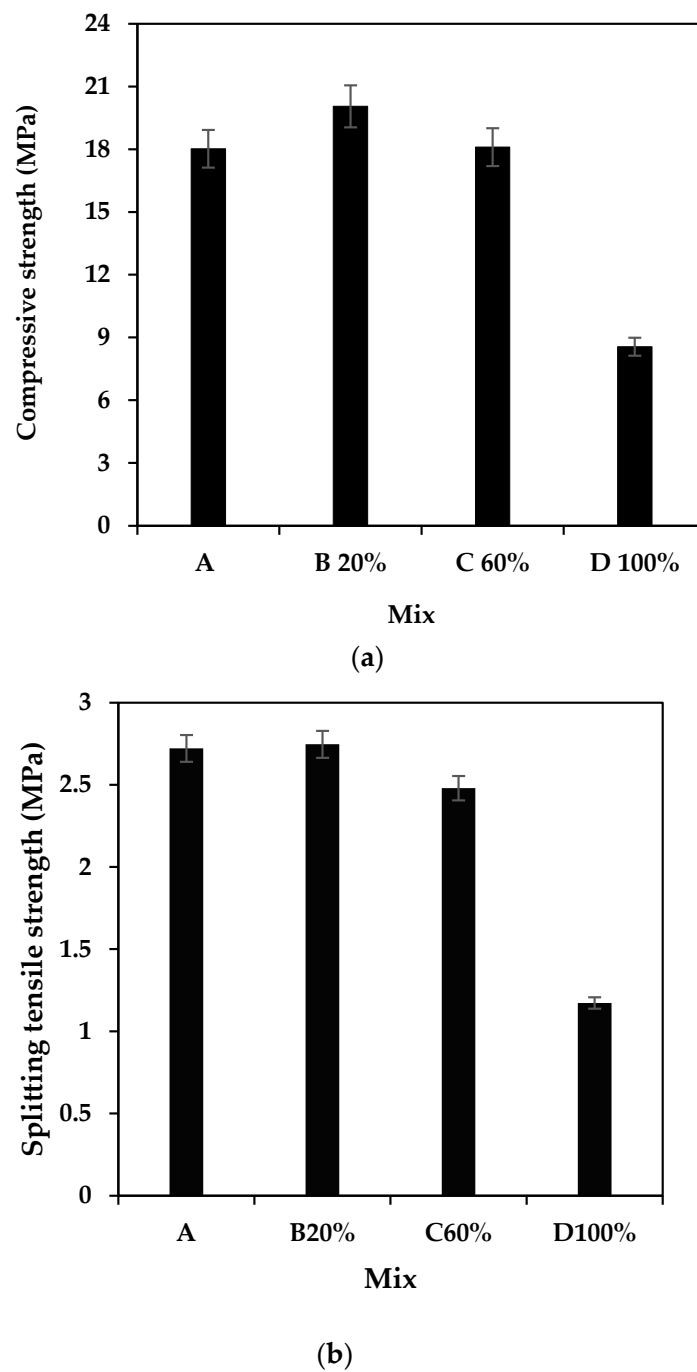 Compressive strength (MPa)
24
21
18
15
12
9
6
3
0
A B 20% C 60% D 100%
Mix
(a)
Splitting tensile strength (MPa)
3
2.5
2
1.5
1
0.5
0
A B20% C60% D100%
Mix
(b)